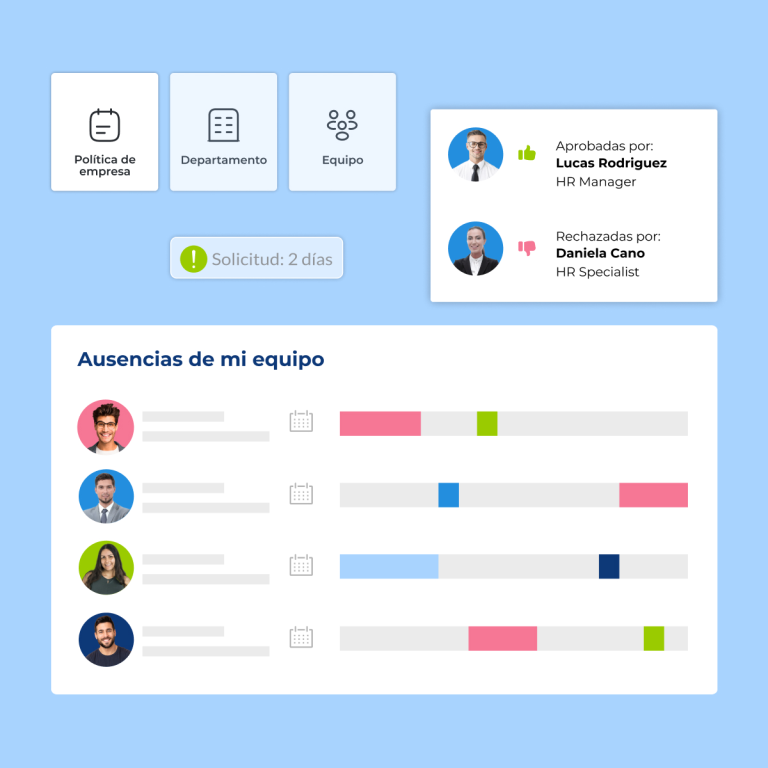 Política de
empresa
Departamento
Equipo
Aprobadas por:
Lucas Rodriguez
HR Manager
Rechazadas por:
Daniela Cano
HR Specialist
! Solicitud: 2 días
Ausencias de mi equipo